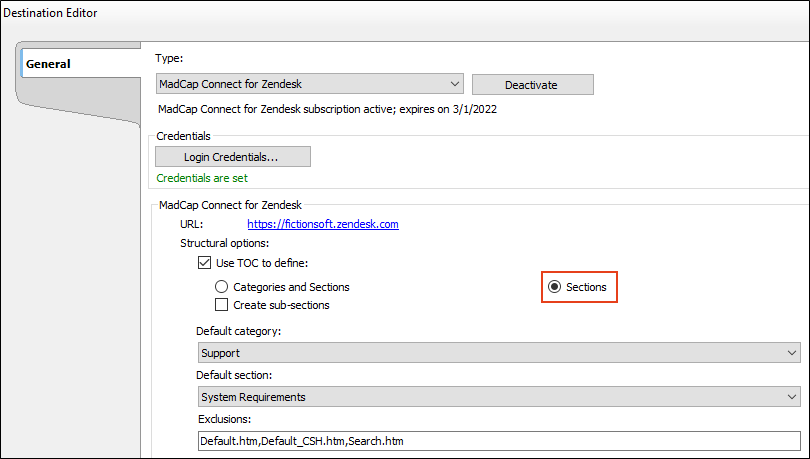 Destination Editor
General
Type:
MadCap Connect for Zendesk
Deactivate
MadCap Connect for Zendesk subscription active; expires on 3/1/2022
Credentials
Login Credentials...
Credentials are set
MadCap Connect for Zendesk
URL: https://fictionsoft.zendesk.com
Structural options:
Use TOC to define:
Categories and Sections
Sections
Create sub-sections
Default category:
Support
Default section:
System Requirements
Exclusions:
Default.htm,Default_CSH.htm,Search.htm